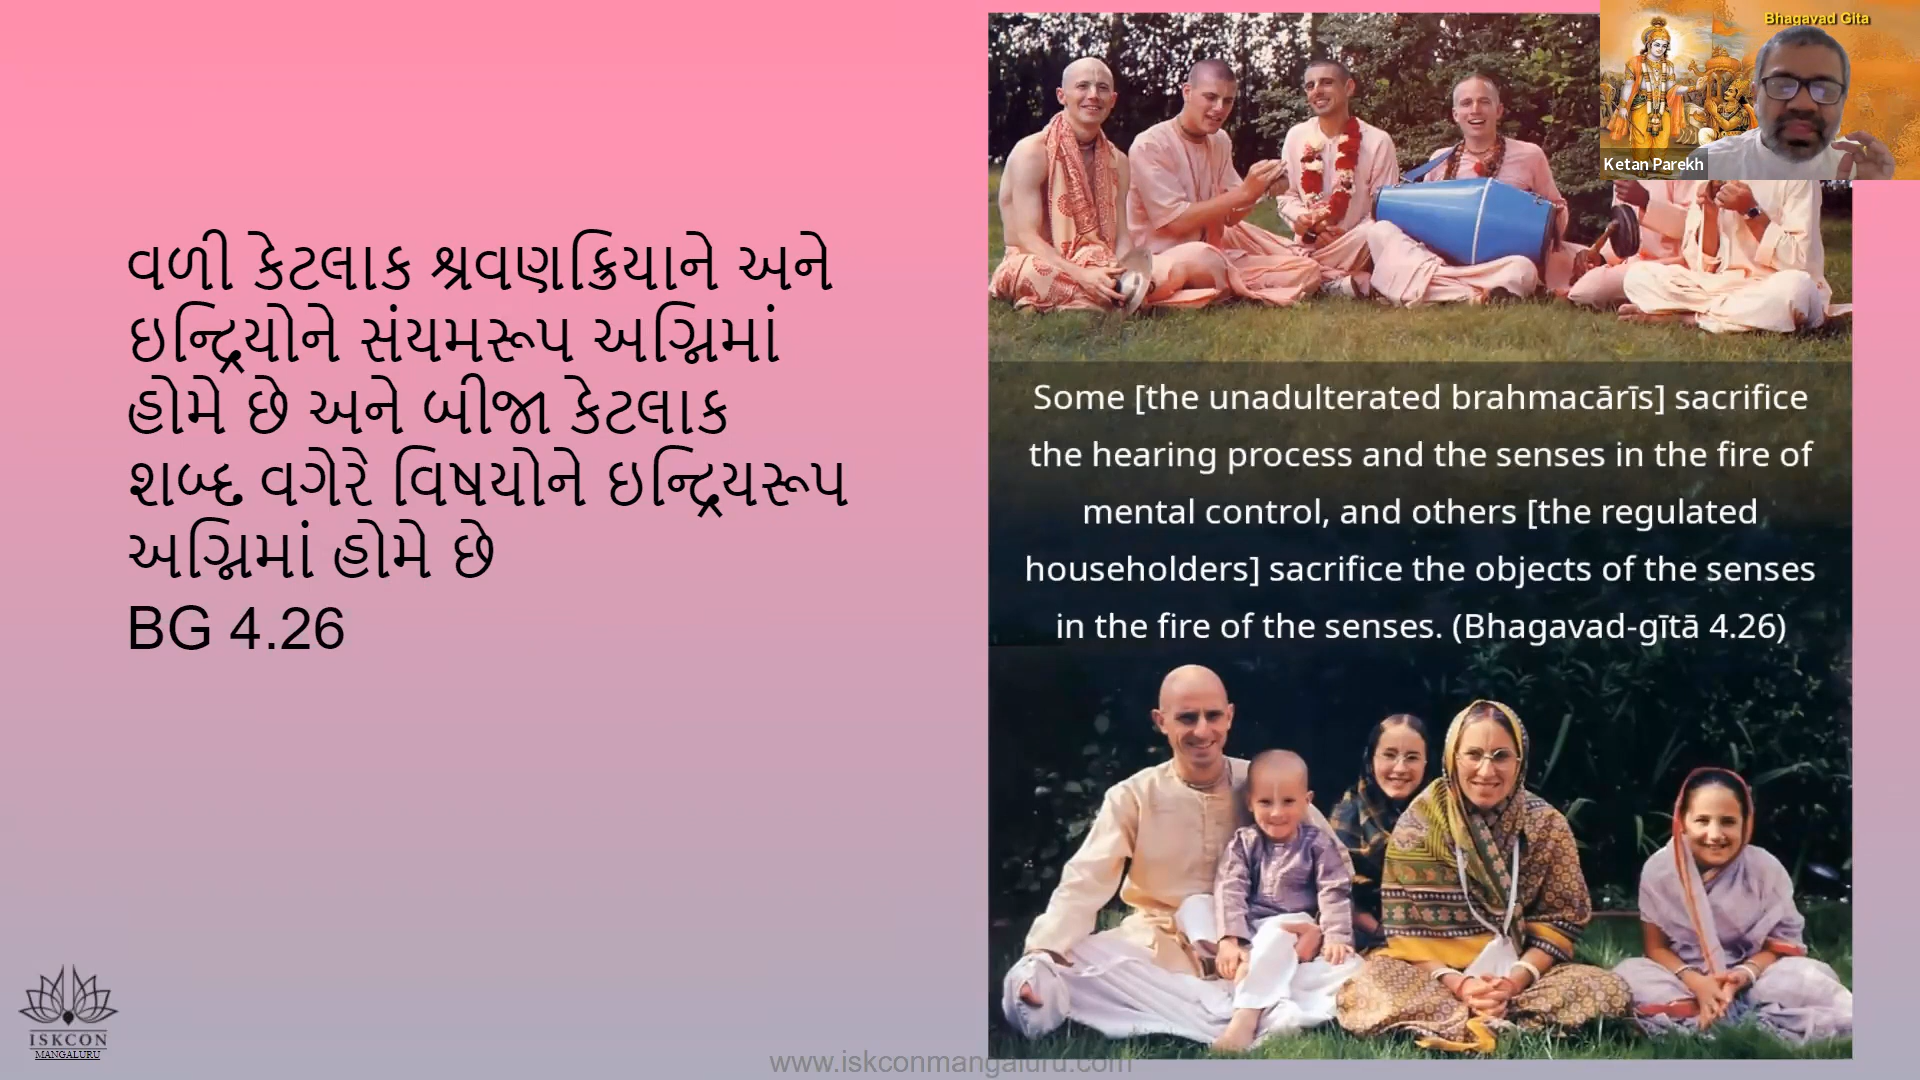 વળી કેટલાક શ્રવણક્રિયાને અને
ઇન્દ્રિયોને સંયમરૂપ અગ્નિમાં
હોમે છે અને બીજા કેટલાક
શબ્દ વગેરે વિષયોને ઇન્દ્રિયરૂપ
અગ્નિમાં હોમે છે
BG 4.26
Bhagavad Gita
Ketan Parekh
Some [the unadulterated brahmacārīs] sacrifice
the hearing process and the senses in the fire of
mental control, and others [the regulated
householders] sacrifice the objects of the senses
in the fire of the senses. (Bhagavad-gītā 4.26)
ISKCON
MANGALURU
www.iskconmangaluru.com